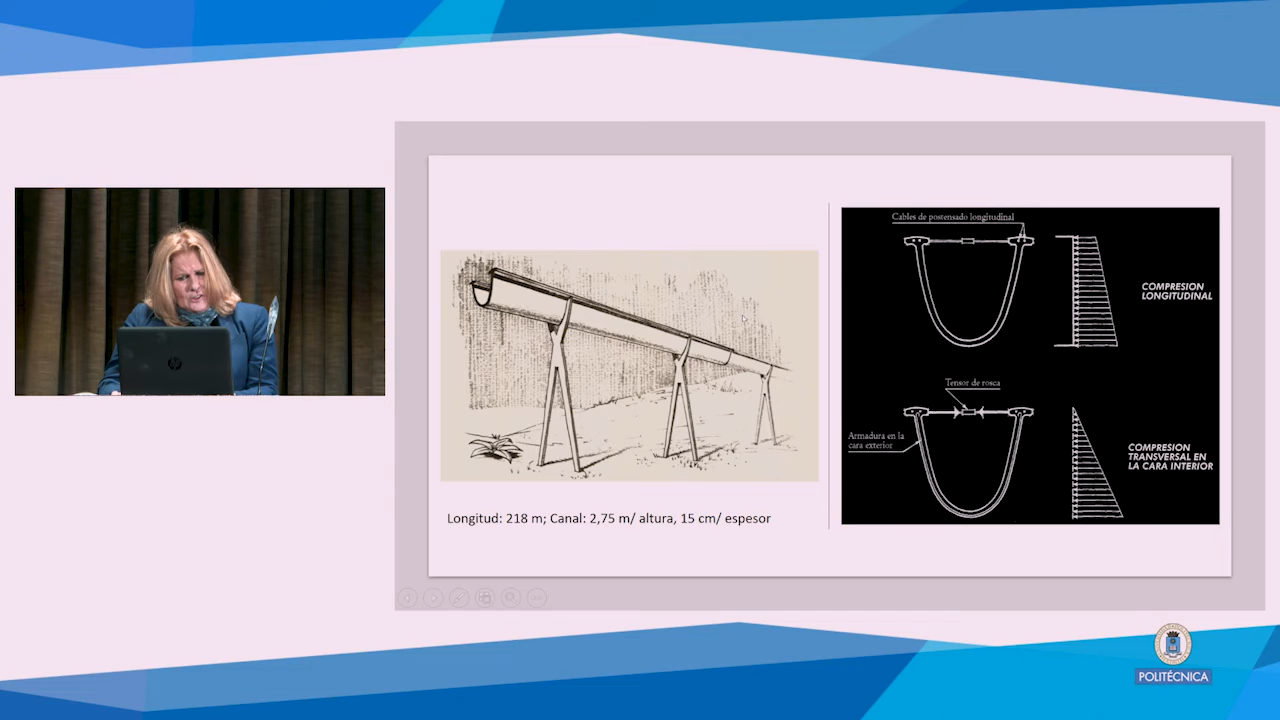 Cables de postensado longitudinal
COMPRESION
LONGITUDINAL
Tensor de rosca
Armadura en la
cara exterior
COMPRESION
TRANSVERSAL EN
LA CARA INTERIOR
Longitud: 218 m; Canal: 2,75 m/ altura, 15 cm/ espesor
POLITÉCNICA